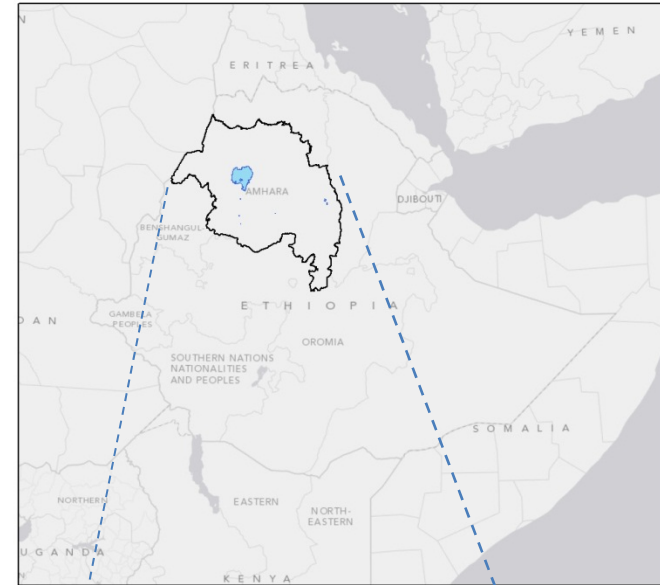 N
YEMEN
ERITREA
AMHARA
DJIBOUTI
BENSHANGUL-
GUMAZ
ETHIOPIA
GAMBELA
PEOPLES
DAN
OROMIA
SOUTHERN NATIONS
NATIONALITIES
AND PEOPLES
SOMALIA
NORTHERN
EASTERN
NORTH-
EASTERN
UGANDA
KENYA